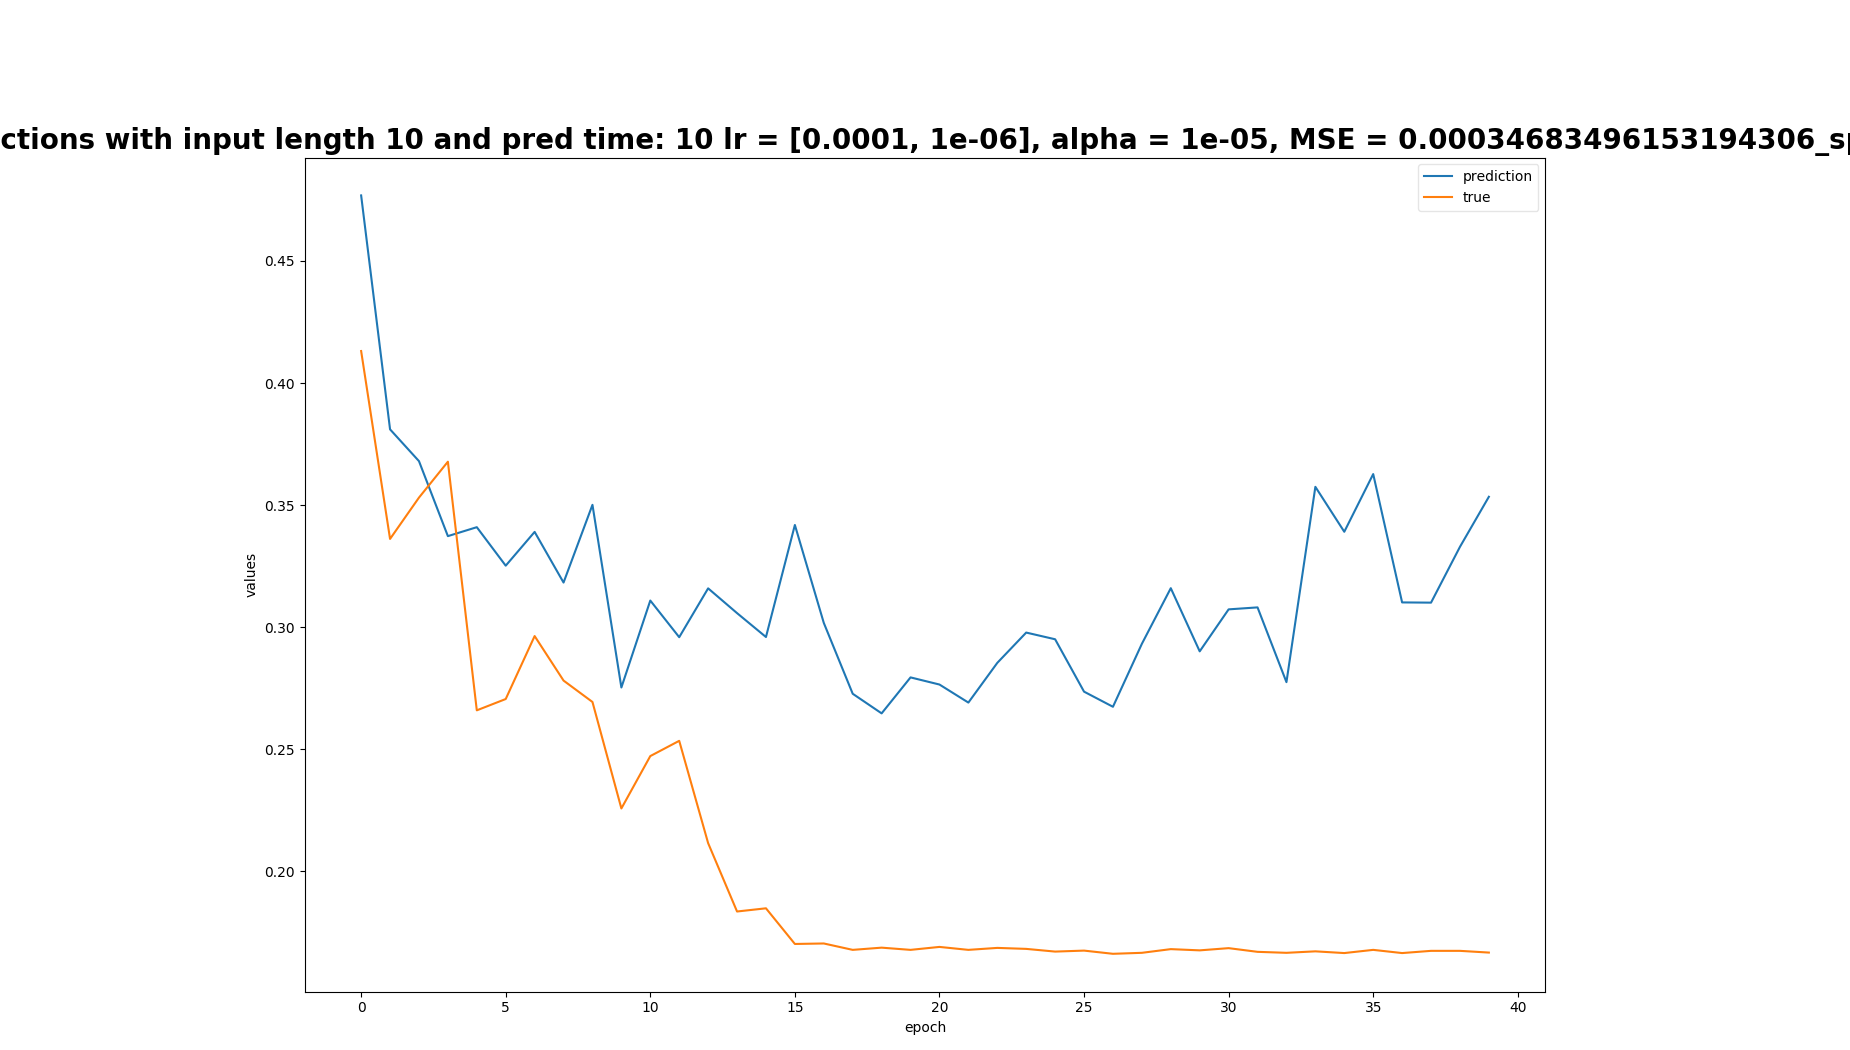 ctions with input length 10 and pred time: 10 lr = [0.0001, 1e-06], alpha = 1e-05, MSE = 0.00034683496153194306_sp
prediction
true
0.45
0.40
0.35
0.30
0.25
0.20
values
0 5 10 15 20 25 30 35 40
epoch